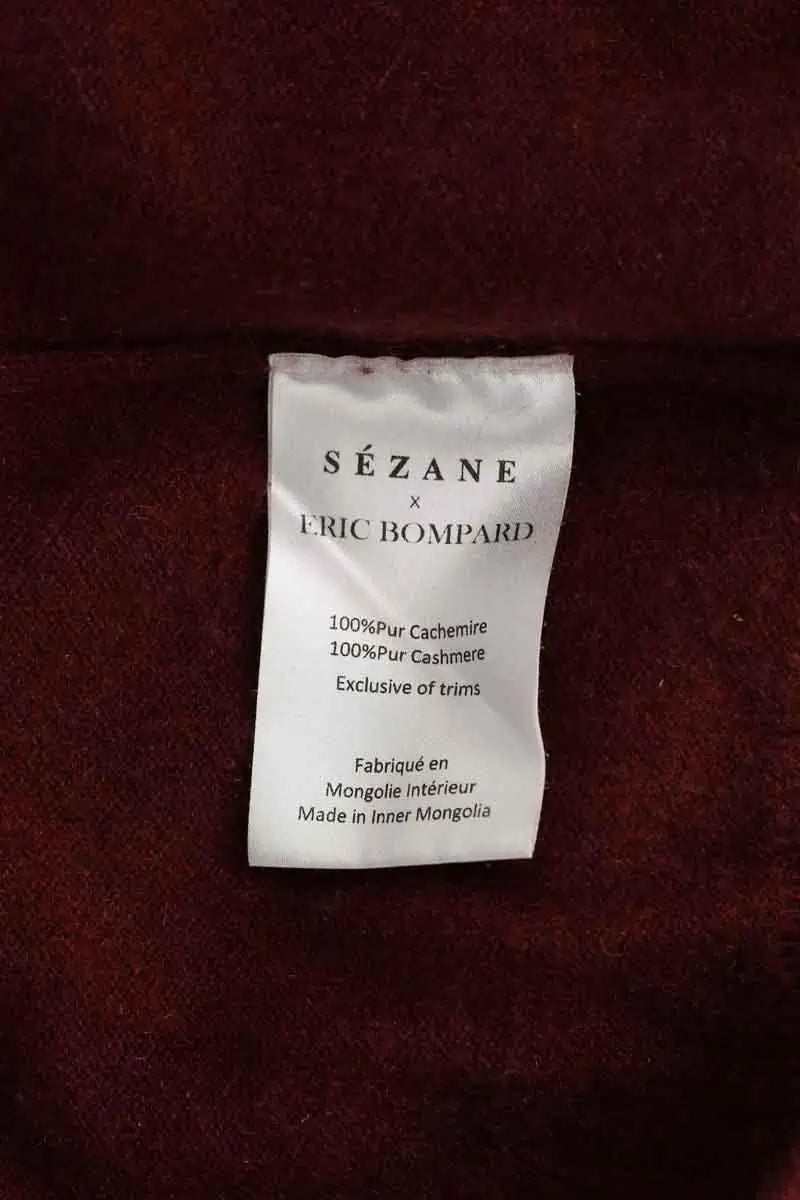 SÉZANE
x
ERIC BOMPARD
100%Pur Cachemire
100%Pur Cashmere
Exclusive of trims
Fabriqué en
Mongolie Intérieur
Made in Inner Mongolia